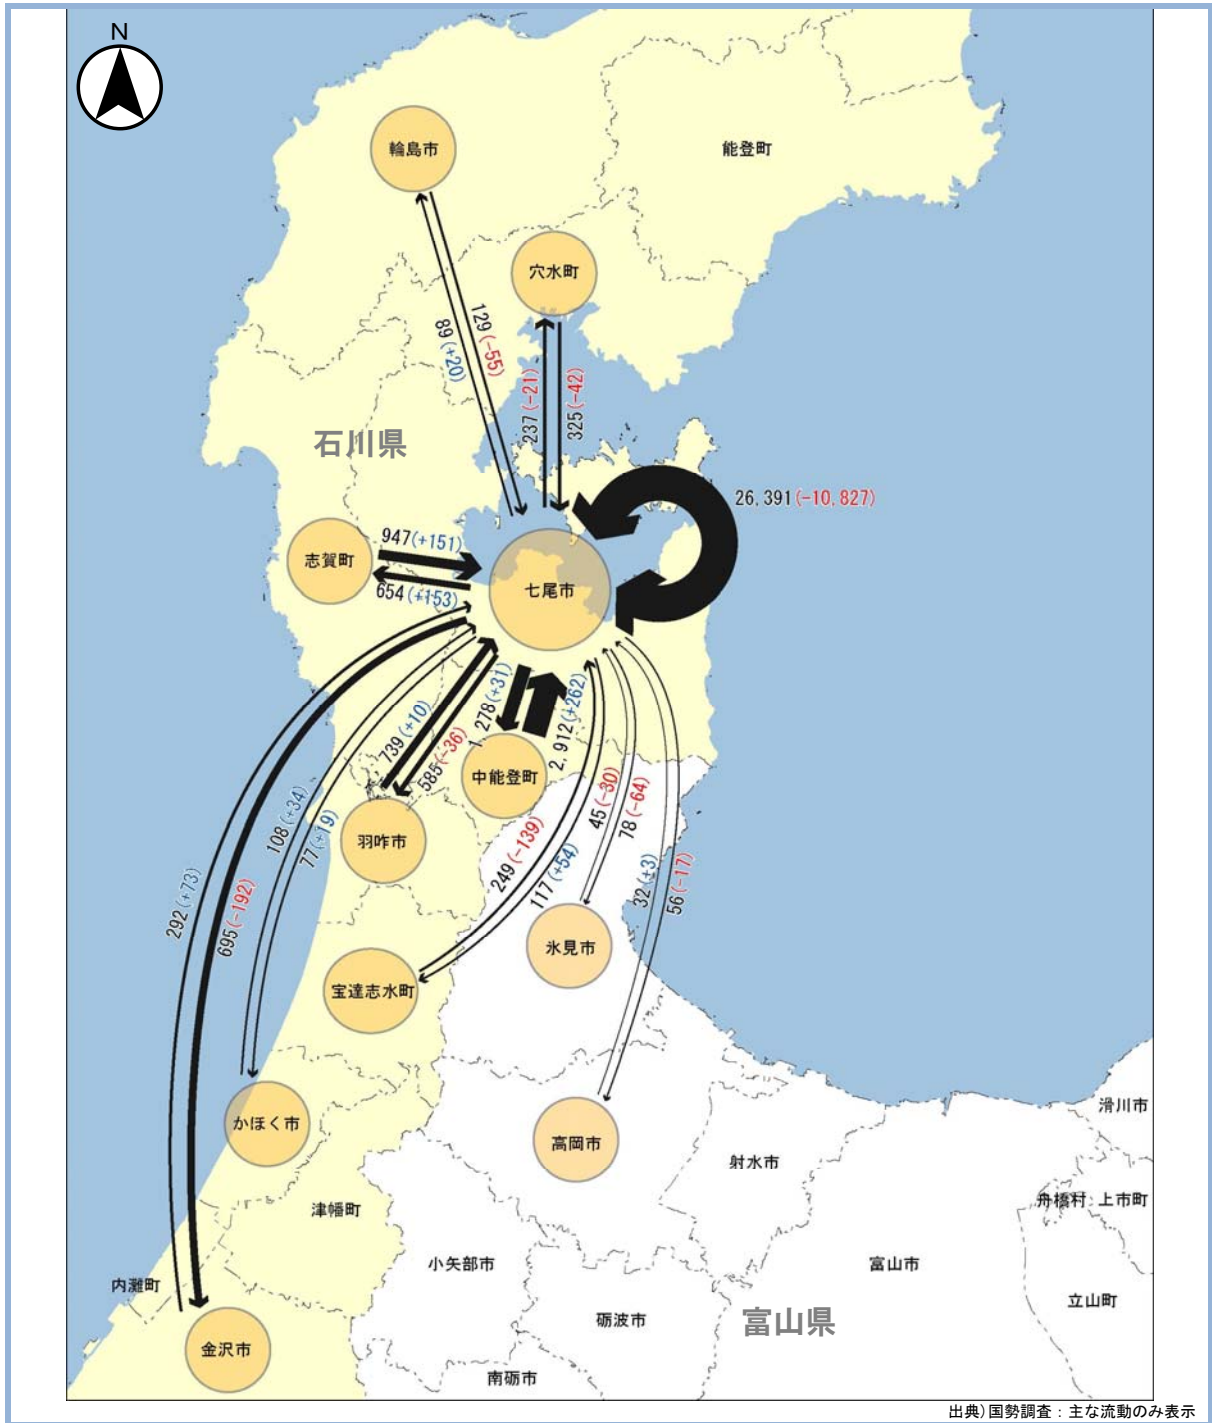 N
輪島市
能登町
穴水町
129(-55)
89(+20)
237(-21)
325(-42)
石川県
26,391(-10,827)
947(+151)
志賀町
654(+153)
七尾市
1,278(+31)
2,912(+262)
739(+10)
585(-36)
中能登町
羽咋市
108(+34)
77(+19)
45(-30)
78(-64)
249(-139)
117(+54)
32(±3)
56(-17)
292(+73)
695(-192)
氷見市
宝達志水町
かほく市
高岡市
滑川市
射水市
津幡町
舟橋村
上市町
小矢部市
富山市
内灘町
立山町
砺波市
富山県
金沢市
南砺市
出典)国勢調査：主な流動のみ表示